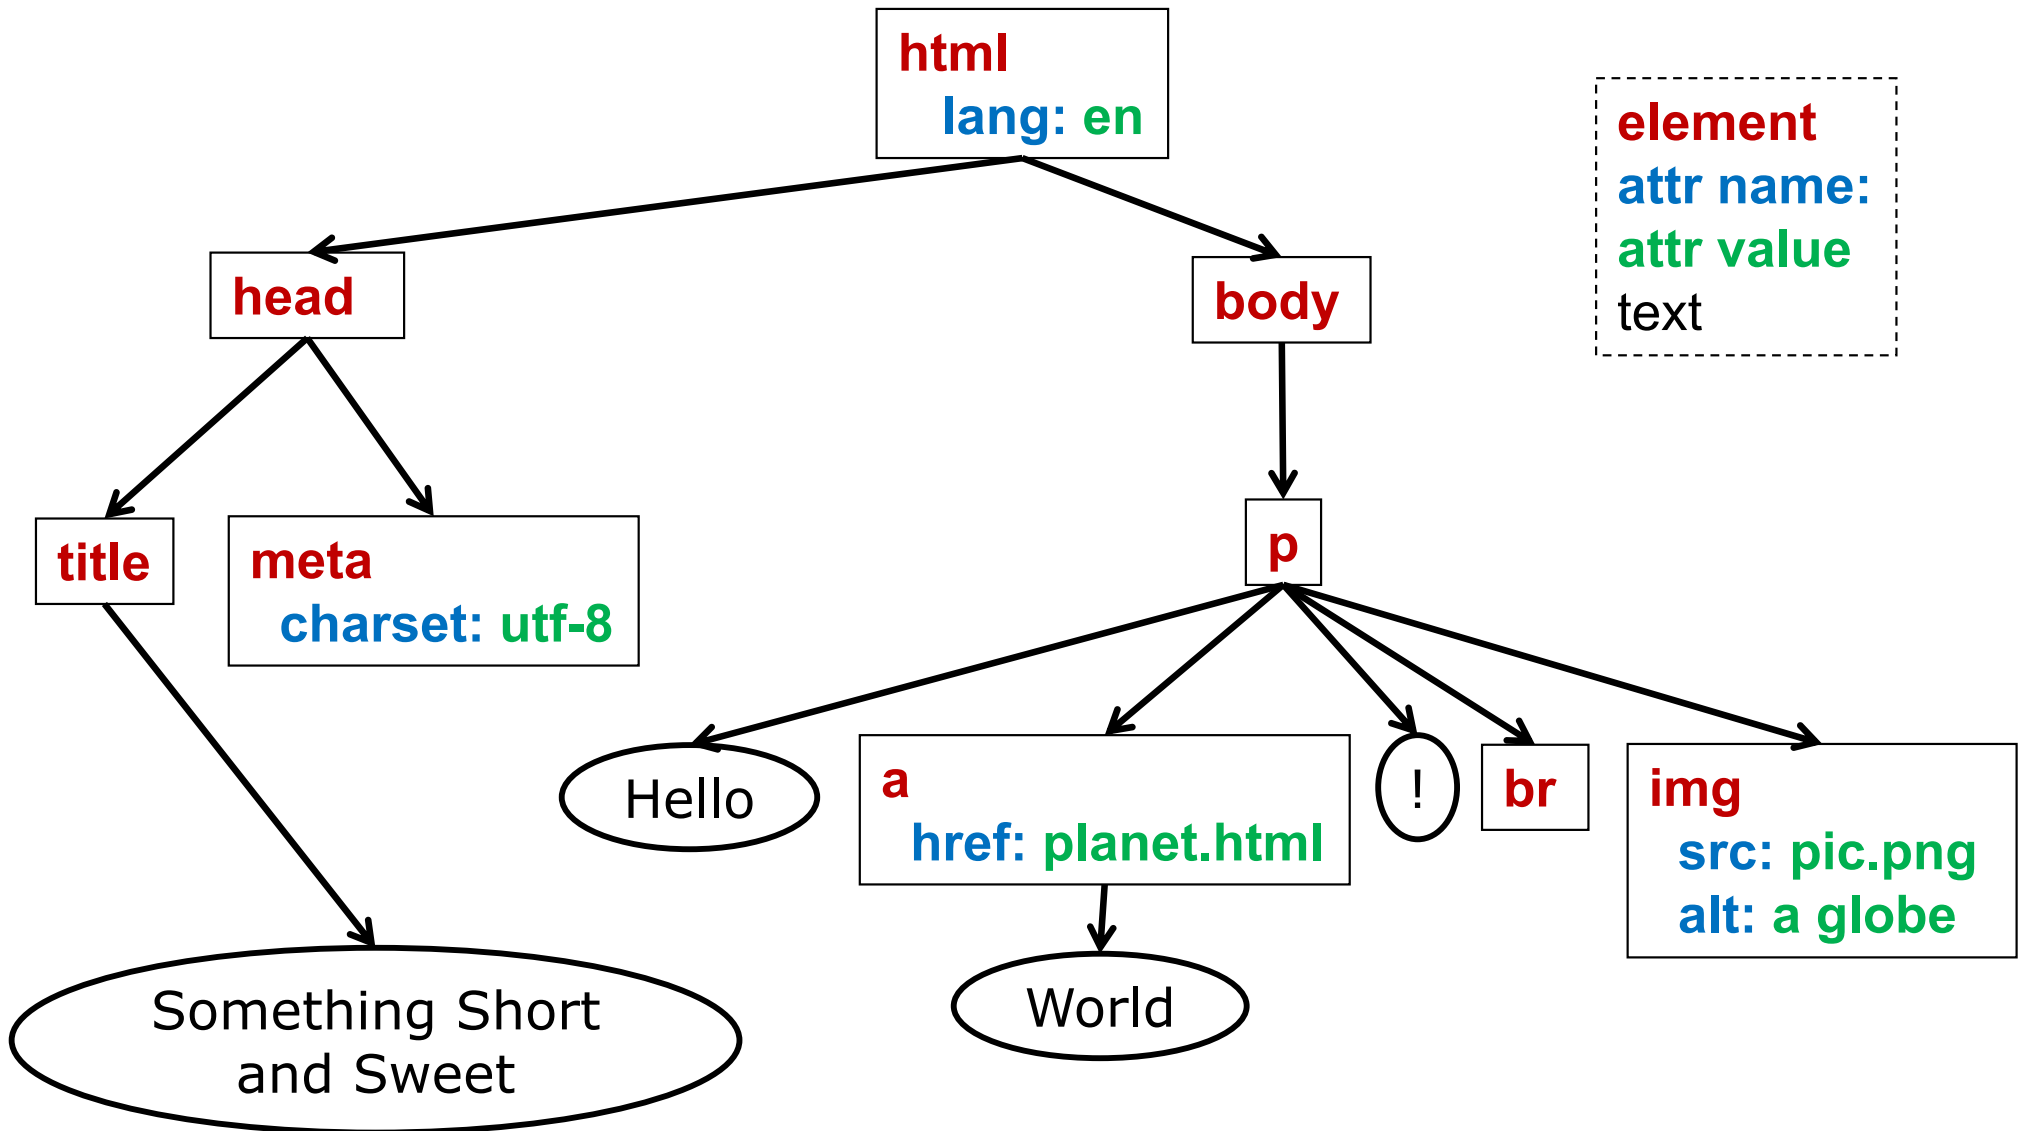 html
lang: en
element
attr name:
attr value
text
head
body
title
meta
charset: utf-8
p
Hello
a
href: planet.html
!
br
img
src: pic.png
alt: a globe
Something Short
and Sweet
World